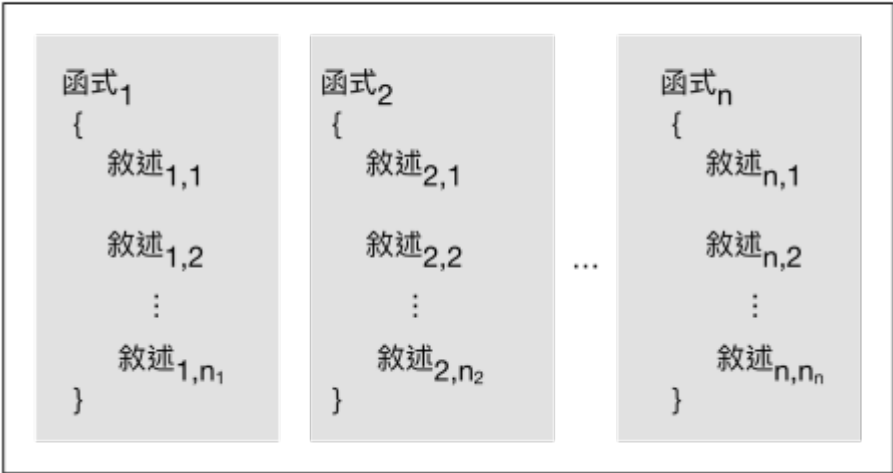 函式1
{
敘述1,1
敘述1,2
⋮
敘述1,n1
}
函式2
{
敘述2,1
敘述2,2
⋮
敘述2,n2
}
...
函式n
{
敘述n,1
敘述n,2
⋮
敘述n,nn
}